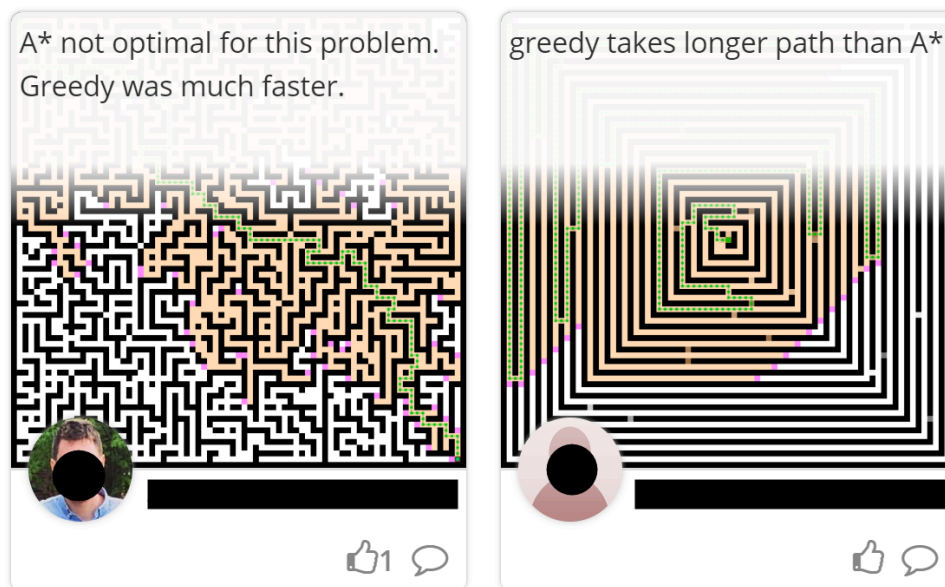 A* not optimal for this problem.
Greedy was much faster.
1
greedy takes longer path than A*